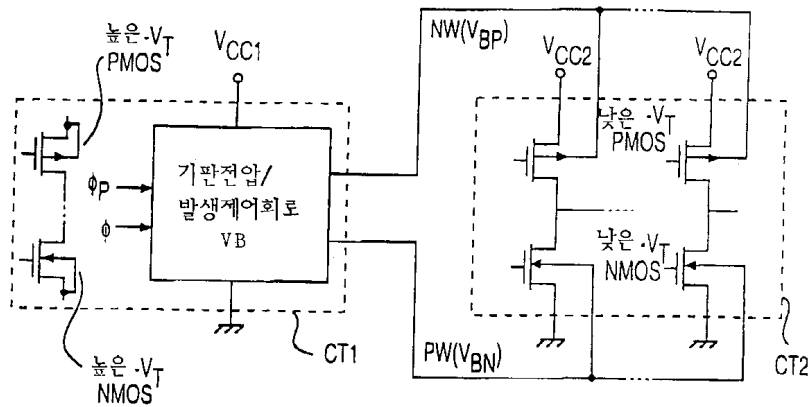 높은-V_T
PMOS
V_CC1
NW(V_BP)
V_CC2
V_CC2
낮은-V_T
PMOS
기판전압/
발생제어회로
VB
ϕ_P
ϕ
낮은-V_T
NMOS
높은-V_T
NMOS
CT1
PW(V_BN)
CT2